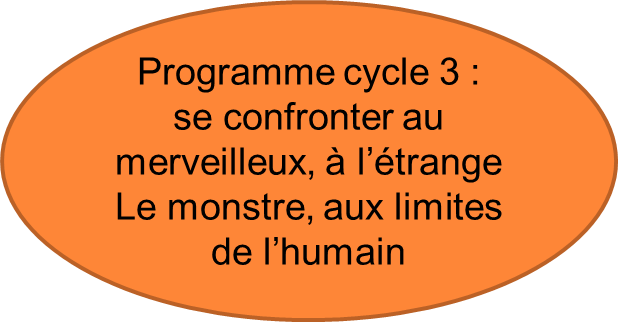 Programme cycle 3 :
se confronter au
merveilleux, à l’étrange
Le monstre, aux limites
de l’humain